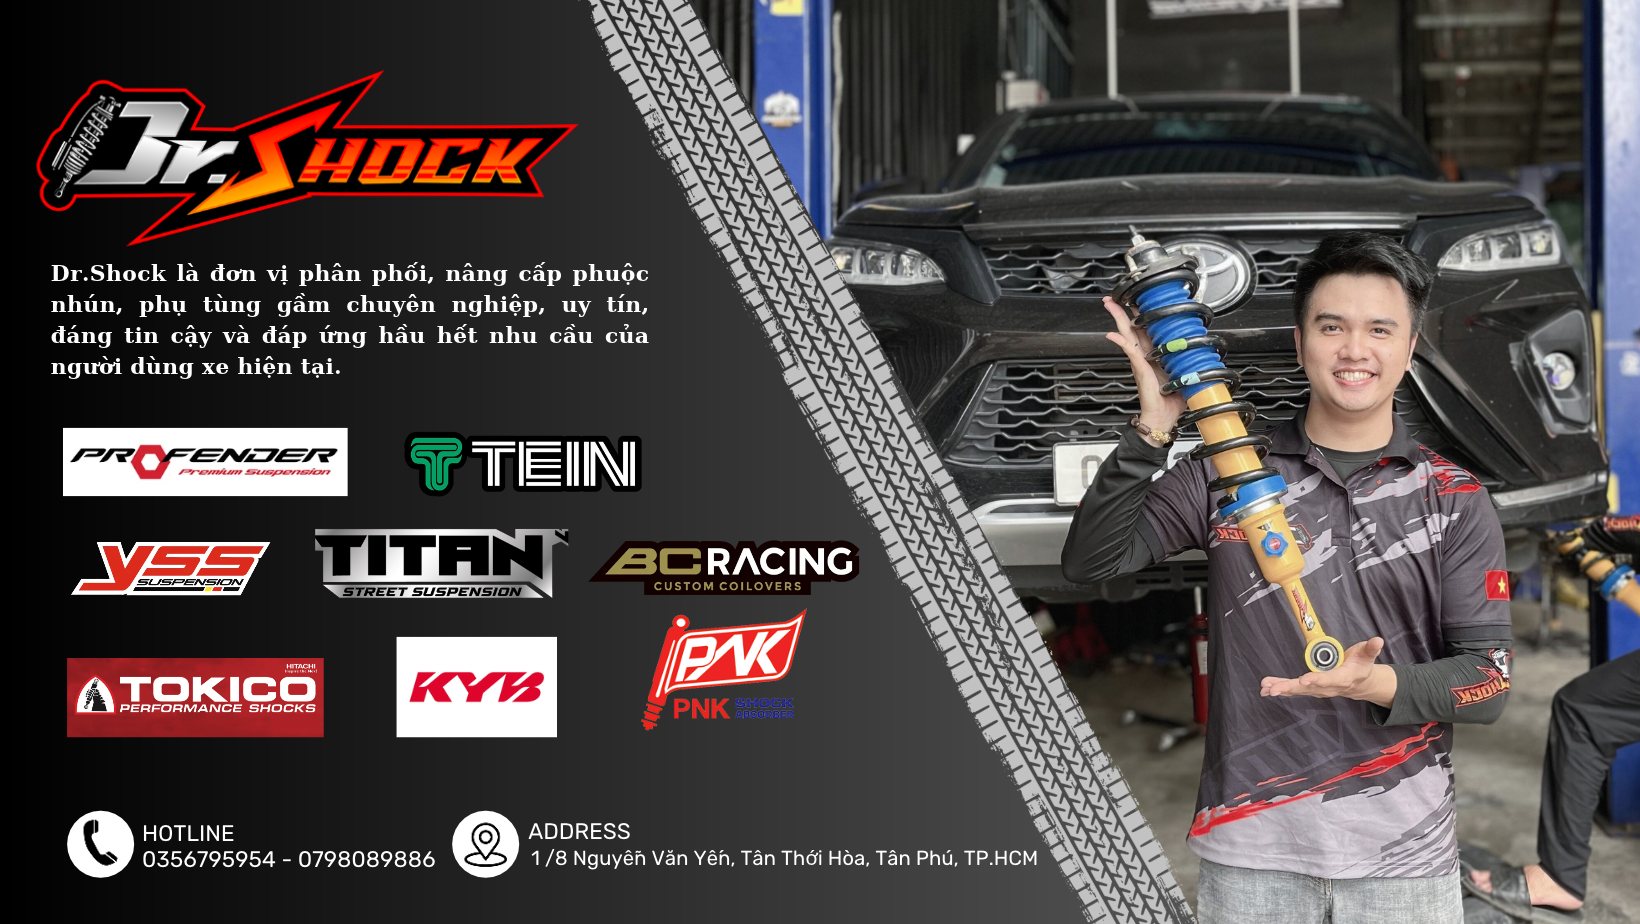 Dr.SHOCK
Dr.Shock là đơn vị phân phối, nâng cấp phuộc
nhún, phụ tùng gầm chuyên nghiệp, uy tín,
đáng tin cậy và đáp ứng hầu hết nhu cầu của
người dùng xe hiện tại.
PROFENDER
Premium Suspension
TEIN
YSS
SUSPENSION
TITAN
STREET SUSPENSION
BC RACING
CUSTOM COILOVERS
HITACHI
TOKICO
PERFORMANCE SHOCKS
KYB
PNK
PNK SHOCK
ABSORBER
HOTLINE
0356795954 - 0798089886
ADDRESS
1/8 Nguyễn Văn Yến, Tân Thới Hòa, Tân Phú, TP.HCM